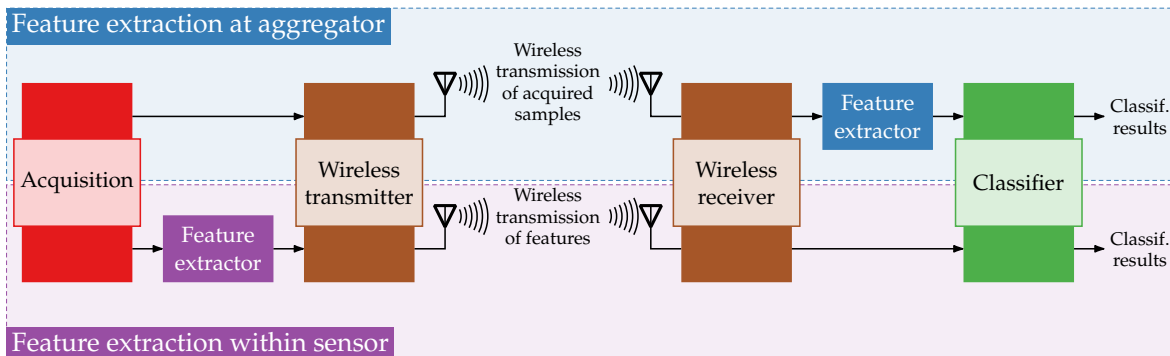 Feature extraction at aggregator
Wireless
transmission
of acquired
samples
Feature
extractor
Classif.
results
Acquisition
Wireless
transmitter
Wireless
receiver
Classifier
Wireless
transmission
of features
Feature
extractor
Classif.
results
Feature extraction within sensor